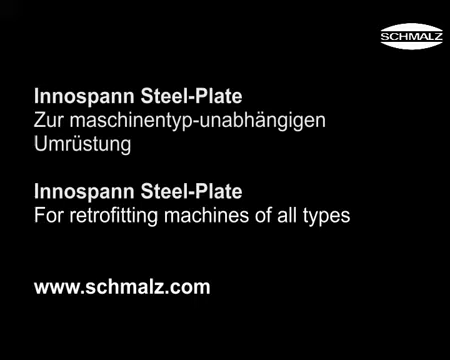 SCHMALZ
Innospann Steel-Plate
Zur maschinentyp-unabhängigen
Umrüstung
Innospann Steel-Plate
For retrofitting machines of all types
www.schmalz.com